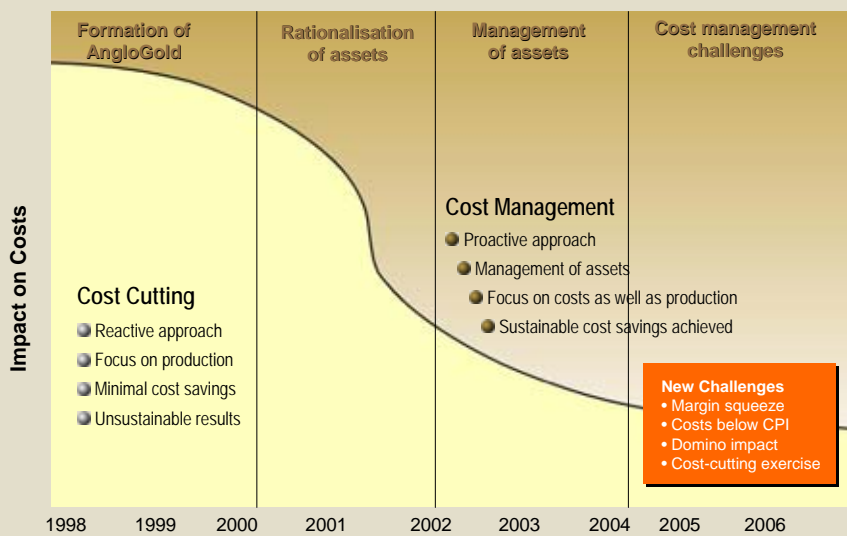 Formation of
AngloGold
Rationalisation
of assets
Management
of assets
Cost management
challenges
Impact on Costs
Cost Management
Proactive approach
Management of assets
Focus on costs as well as production
Sustainable cost savings achieved
Cost Cutting
Reactive approach
Focus on production
Minimal cost savings
Unsustainable results
New Challenges
• Margin squeeze
• Costs below CPI
• Domino impact
• Cost-cutting exercise
1998 1999 2000 2001 2002 2003 2004 2005 2006